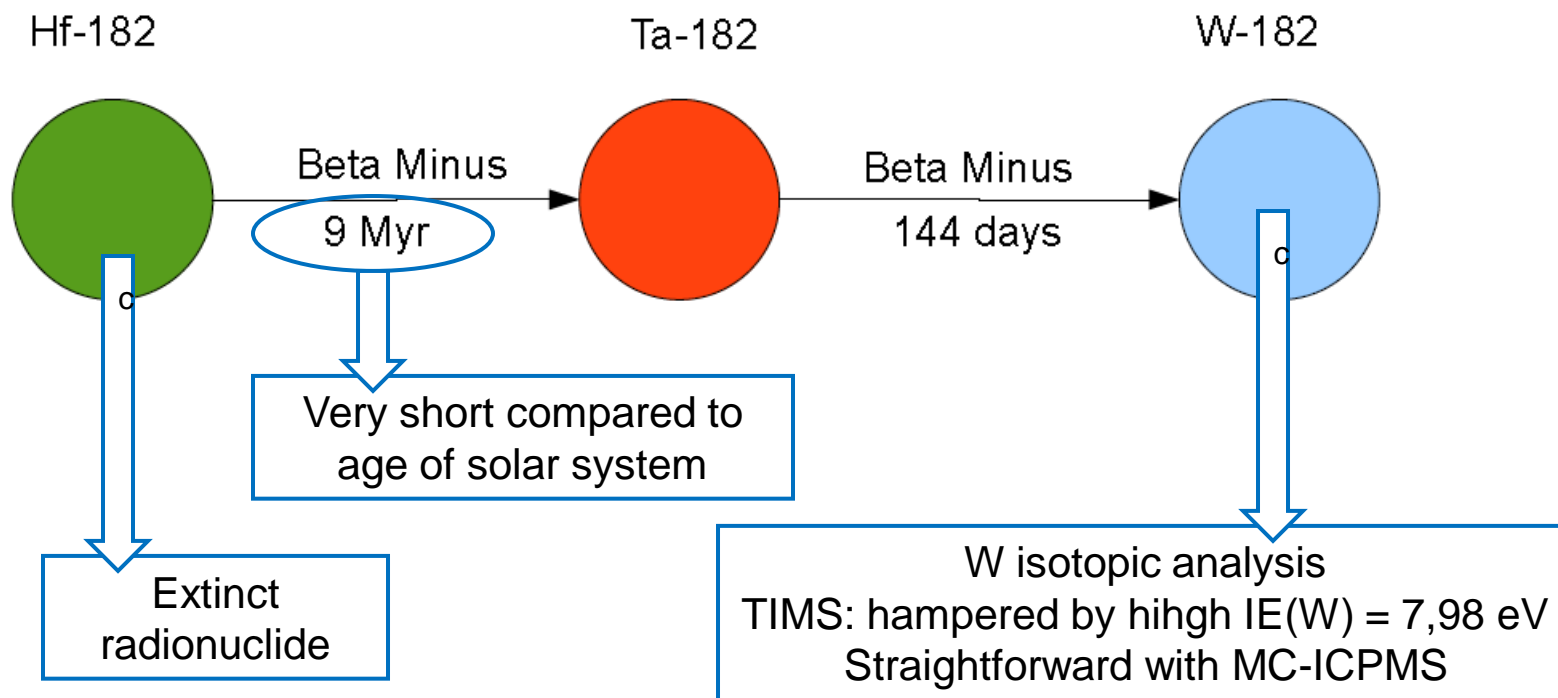 Hf-182
Ta-182
W-182
Beta Minus
9 Myr
Beta Minus
144 days
c
c
Very short compared to
age of solar system
Extinct
radionuclide
W isotopic analysis
TIMS: hampered by hihgh IE(W) = 7,98 eV
Straightforward with MC-ICPMS